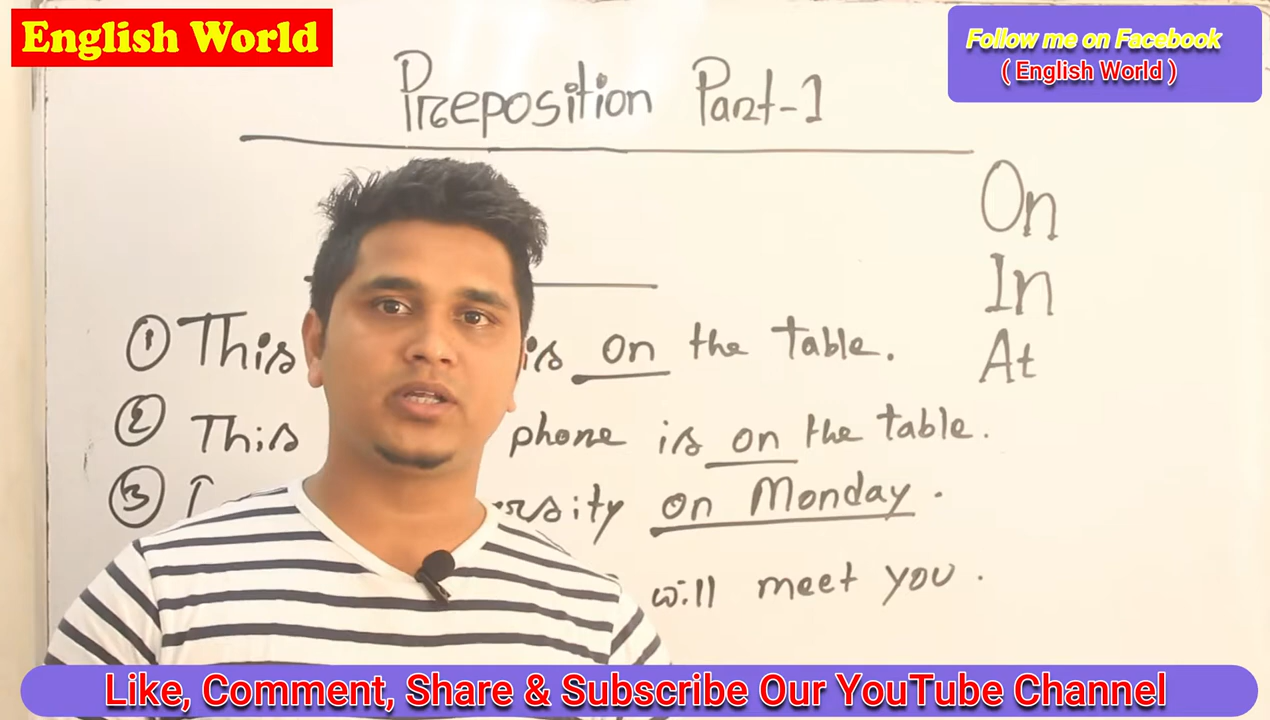 English World
Follow me on Facebook
( English World )
Preposition Part-1
On
In
At
① This is on the table.
② This phone is on the table.
③ I on Monday.
will meet you.
Like, Comment, Share & Subscribe Our YouTube Channel